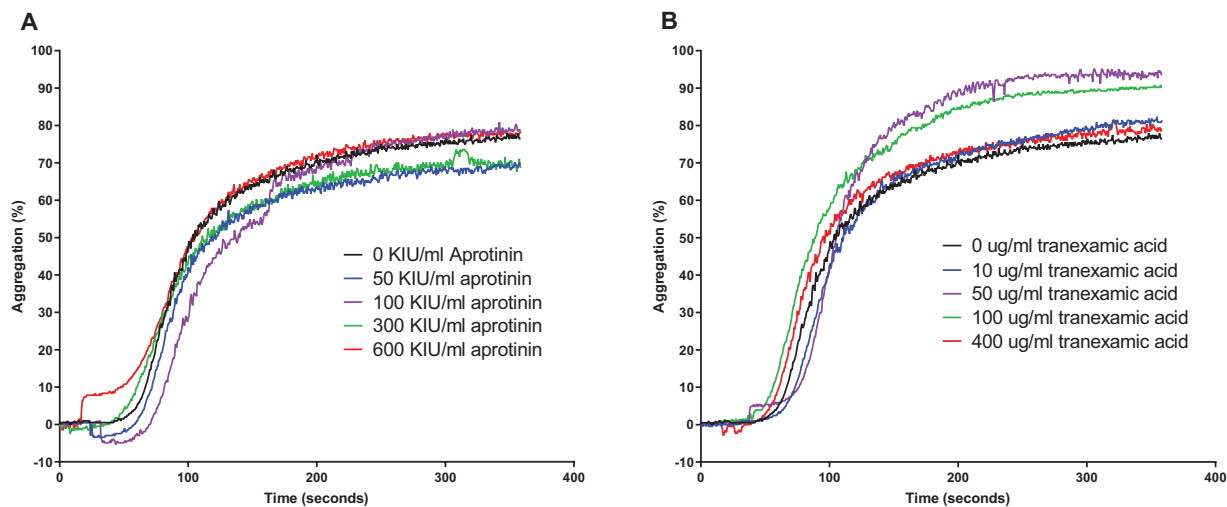 A
100
90
80
70
60
50
40
30
20
10
0
-10
Aggregation (%)
0 100 200 300 400
Time (seconds)
0 KIU/ml Aprotinin
50 KIU/ml aprotinin
100 KIU/ml aprotinin
300 KIU/ml aprotinin
600 KIU/ml aprotinin
B
100
90
80
70
60
50
40
30
20
10
0
-10
Aggregation (%)
0 100 200 300 400
Time (seconds)
0 ug/ml tranexamic acid
10 ug/ml tranexamic acid
50 ug/ml tranexamic acid
100 ug/ml tranexamic acid
400 ug/ml tranexamic acid